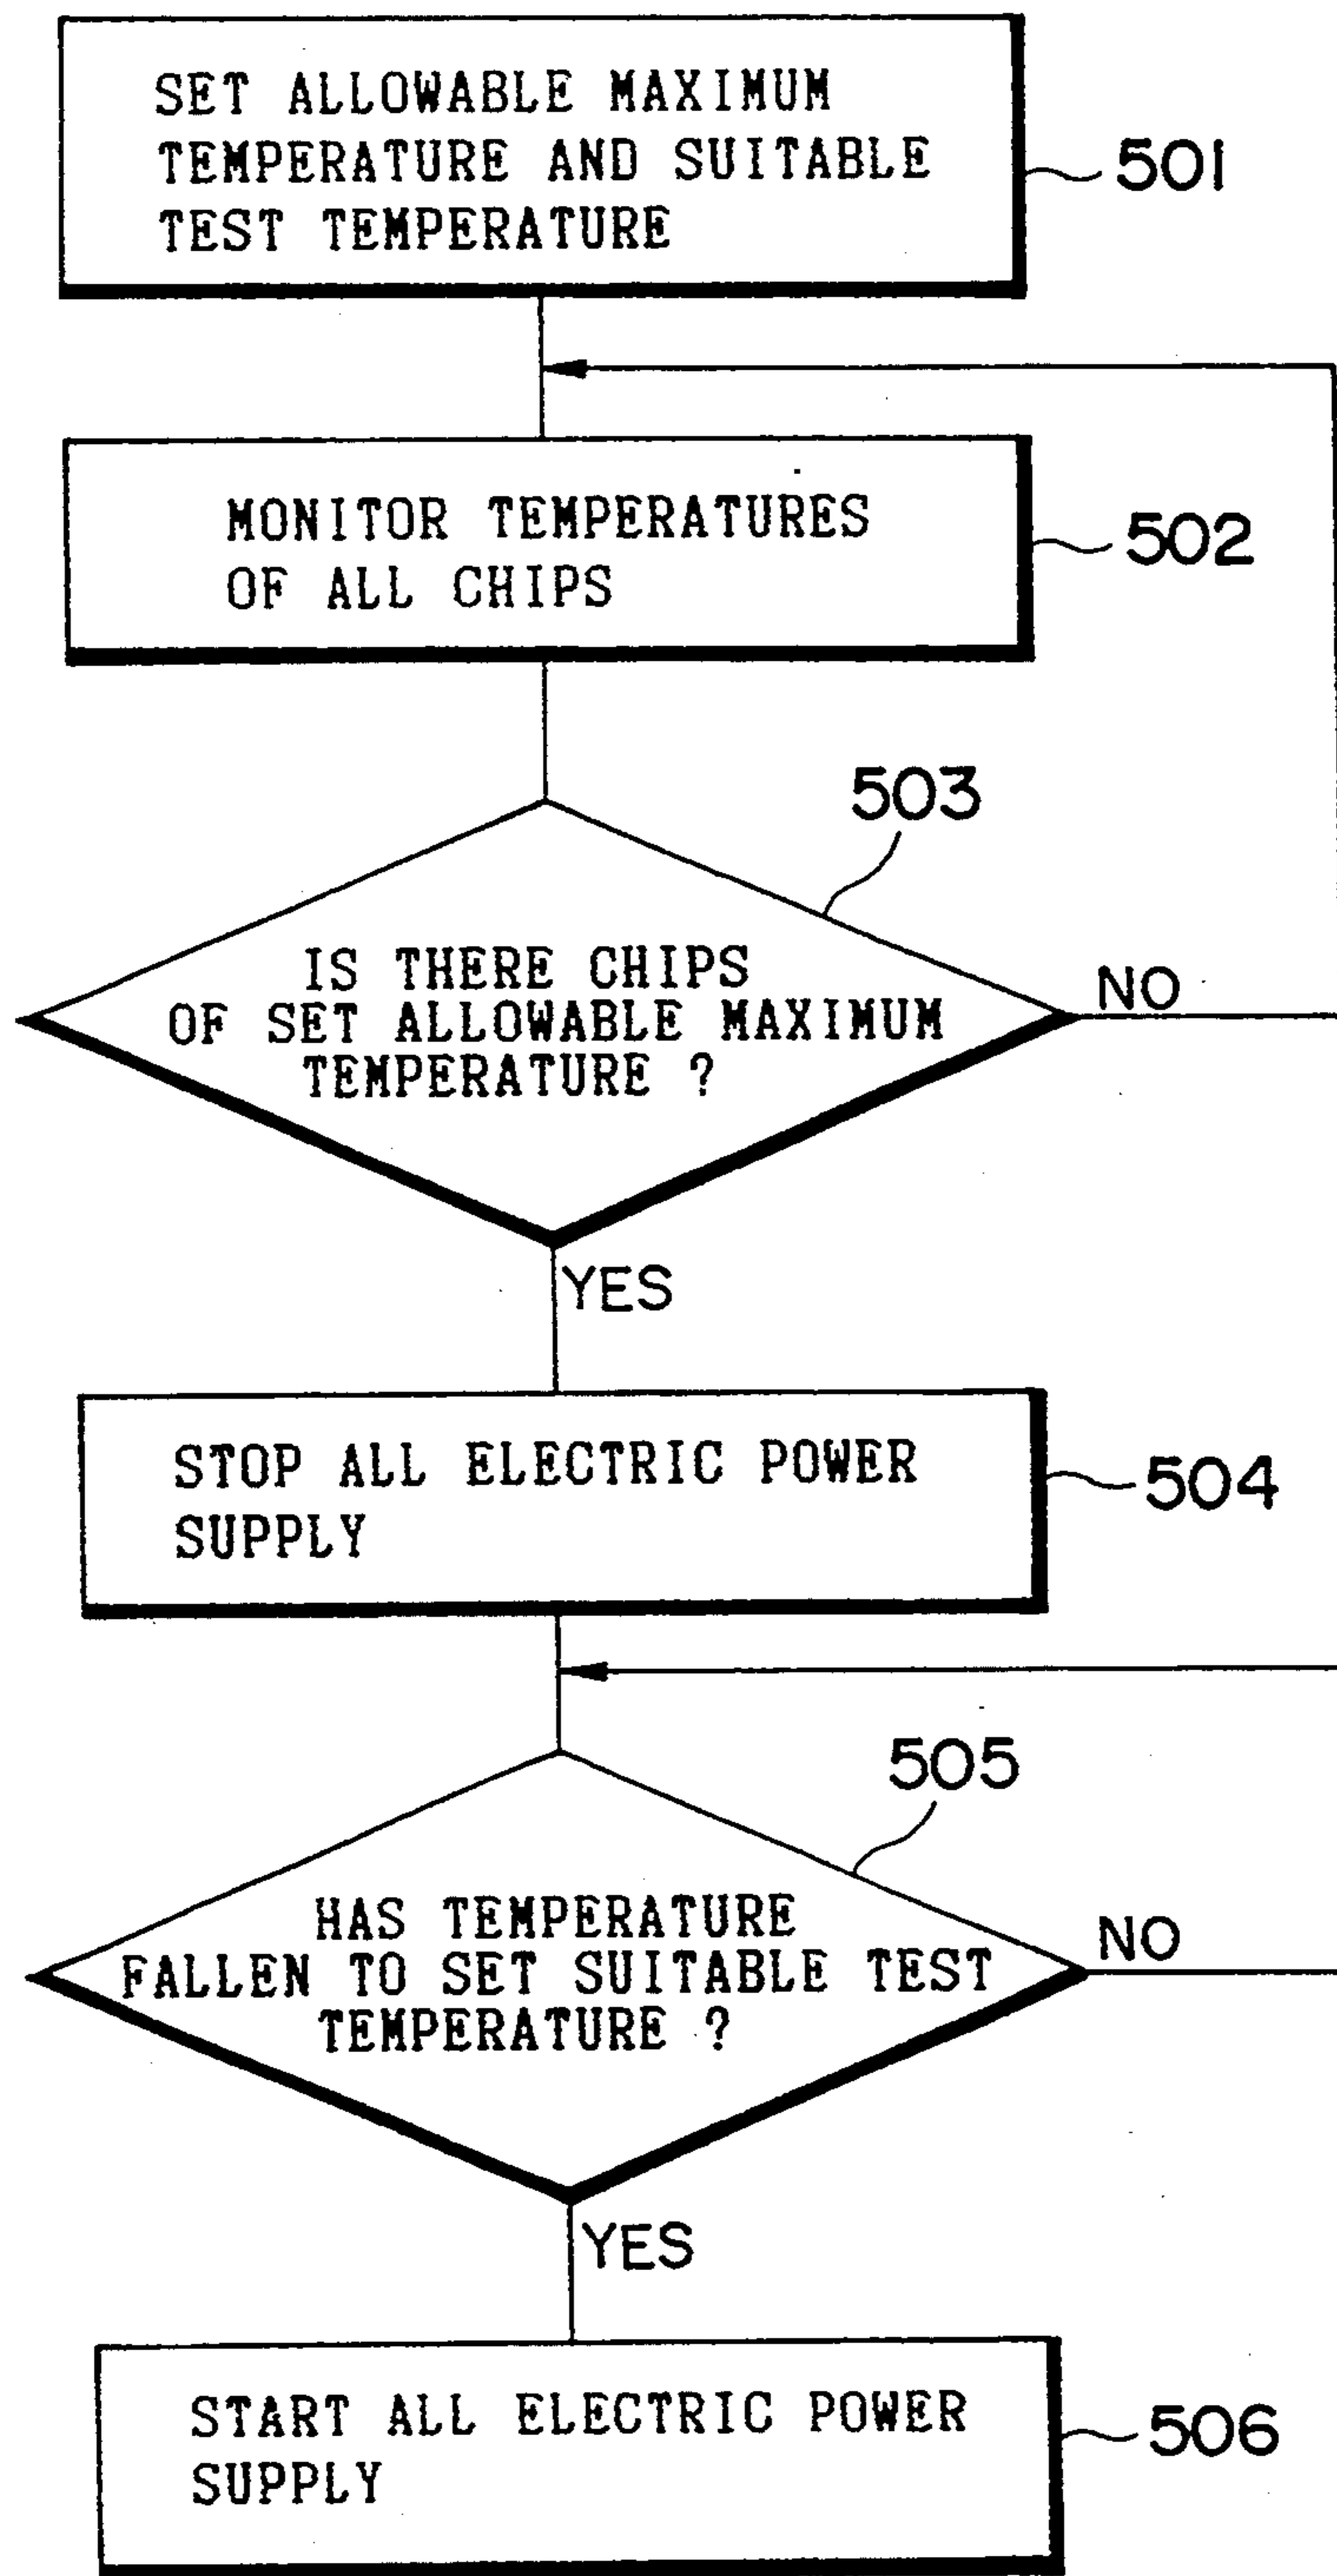 SET ALLOWABLE MAXIMUM
TEMPERATURE AND SUITABLE
TEST TEMPERATURE
501
MONITOR TEMPERATURES
OF ALL CHIPS
502
503
IS THERE CHIPS
OF SET ALLOWABLE MAXIMUM
TEMPERATURE ?
NO
YES
STOP ALL ELECTRIC POWER
SUPPLY
504
505
HAS TEMPERATURE
FALLEN TO SET SUITABLE TEST
TEMPERATURE ?
NO
YES
START ALL ELECTRIC POWER
SUPPLY
506